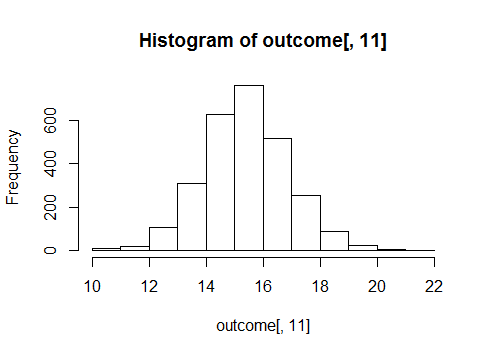 Histogram of outcome[, 11]
Frequency
600
400
200
0
10 12 14 16 18 20 22
outcome[, 11]